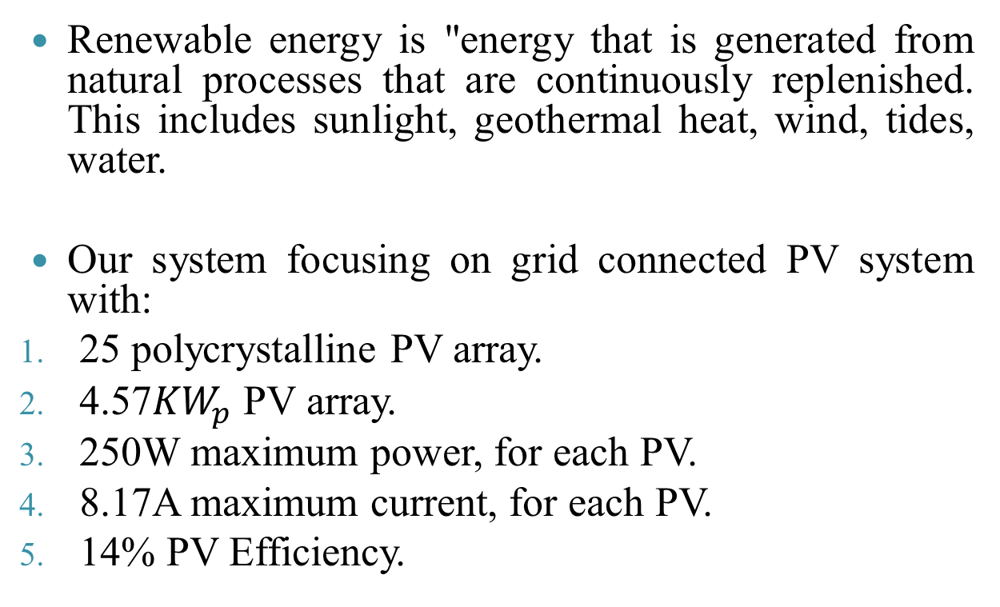 • Renewable energy is "energy that is generated from
natural processes that are continuously replenished.
This includes sunlight, geothermal heat, wind, tides,
water.
• Our system focusing on grid connected PV system
with:
1. 25 polycrystalline PV array.
2. 4.57KWp PV array.
3. 250W maximum power, for each PV.
4. 8.17A maximum current, for each PV.
5. 14% PV Efficiency.